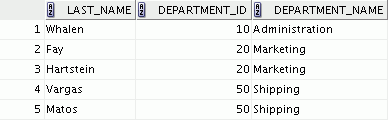 LAST_NAME DEPARTMENT_ID DEPARTMENT_NAME
1 Whalen 10 Administration
2 Fay 20 Marketing
3 Hartstein 20 Marketing
4 Vargas 50 Shipping
5 Matos 50 Shipping